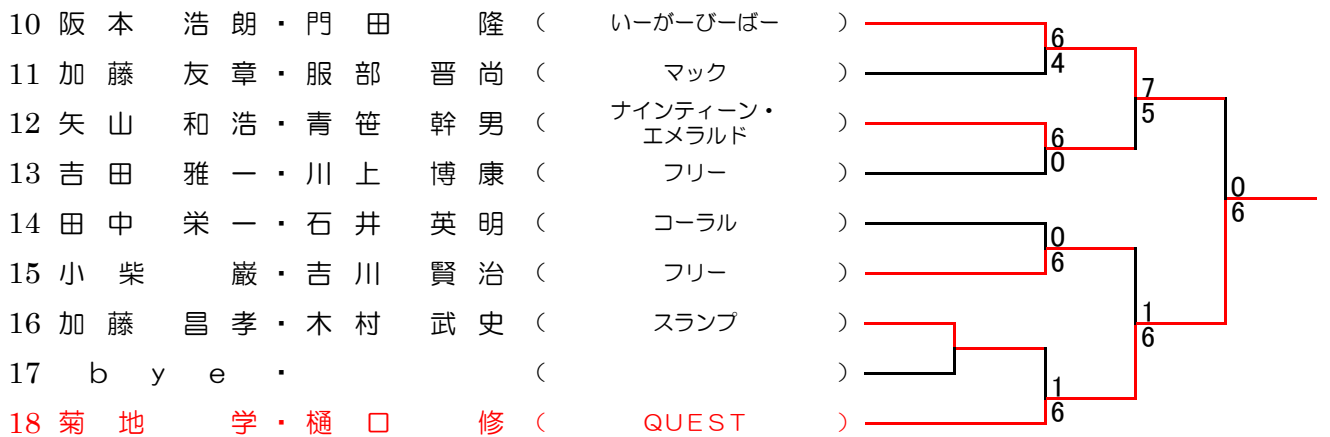 10 阪本 浩朗・門田 隆 ( いーがーびーばー )
6
11 加藤 友章・服部 晋尚 ( マック )
4
7
12 矢山 和浩・青笹 幹男 ( ナインティーン・エメラルド )
5
6
13 吉田 雅一・川上 博康 ( フリー )
0
0
6
14 田中 栄一・石井 英明 ( コーラル )
0
15 小柴 巌・吉川 賢治 ( フリー )
6
16 加藤 昌孝・木村 武史 ( スランプ )
1
6
17 bye ・ ( )
1
18 菊地 学・樋口 修 ( QUEST )
6